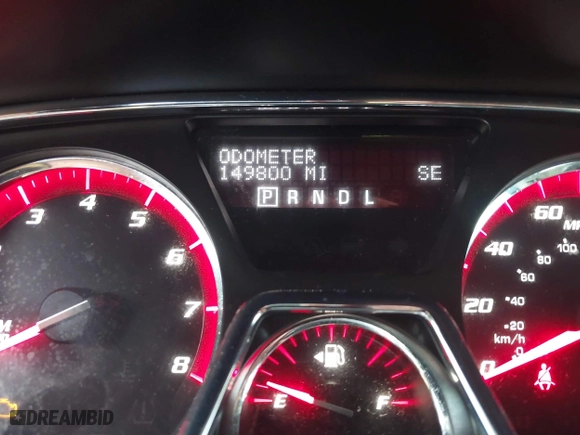 ODOMETER
149800 MI SE
P R N D L
3 4 5 6 7 8
60 MP
40 100
80
60
20 40
20
km/h
0 0
E F
DREAMBID